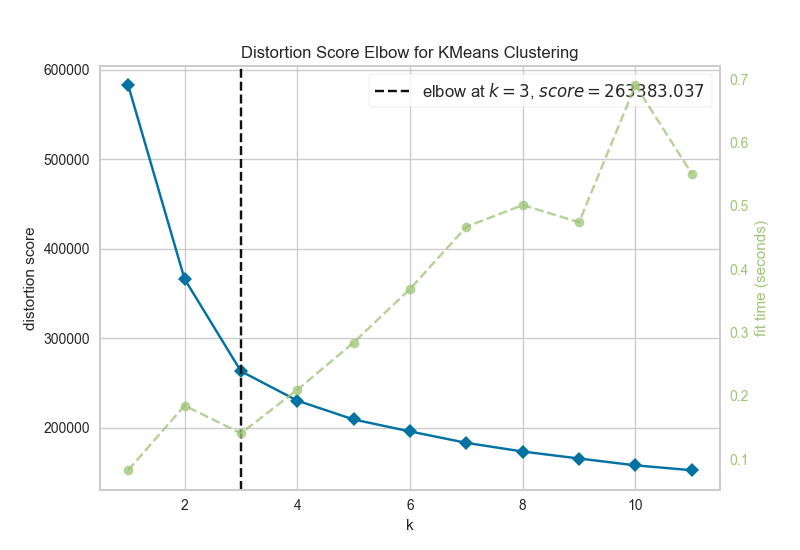 Distortion Score Elbow for KMeans Clustering
elbow at k = 3, score = 263383.037
600000
500000
400000
300000
200000
distortion score
0.7
0.6
0.5
0.4
0.3
0.2
0.1
fit time (seconds)
2 4 6 8 10
k